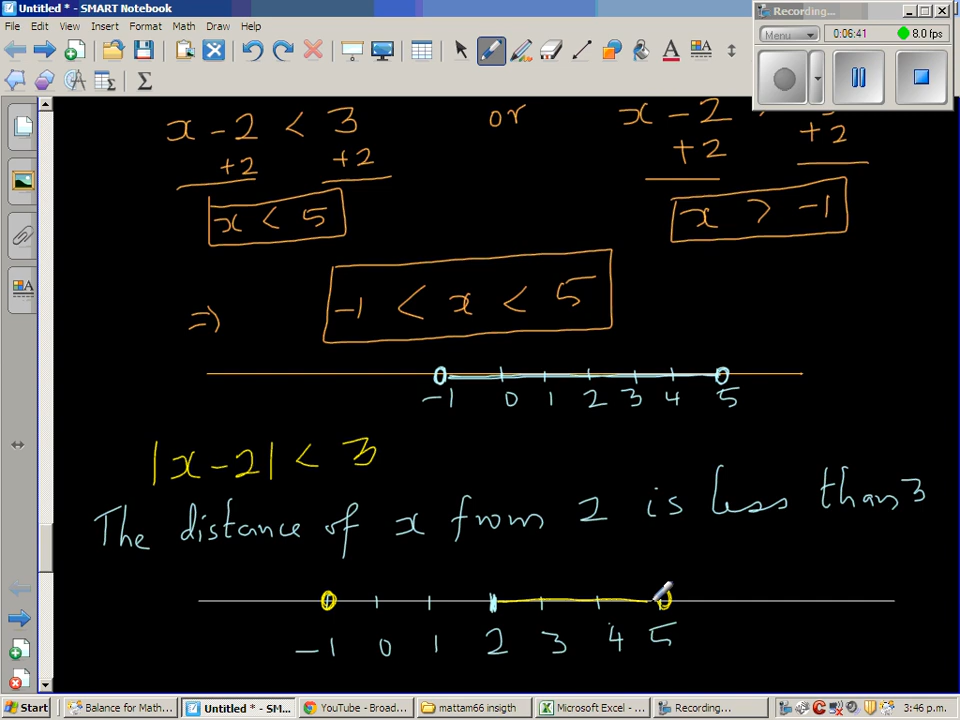 Untitled * - SMART Notebook
Recording...
File Edit View Insert Format Tools Draw Help
Menu 0:06:41 8.0 fps
x - 2 < 3 or x - 2
+2 +2 +2 +2
x < 5 x > -1
⇒ -1 < x < 5
-1 0 1 2 3 4 5
|x - 2| < 3
The distance of x from 2 is less than 3
-1 0 1 2 3 4 5
Start Balance for Math... Untitled * - SM... YouTube - Broad... mattam66 insigth Microsoft Excel - ... Recording... 3:46 p.m.